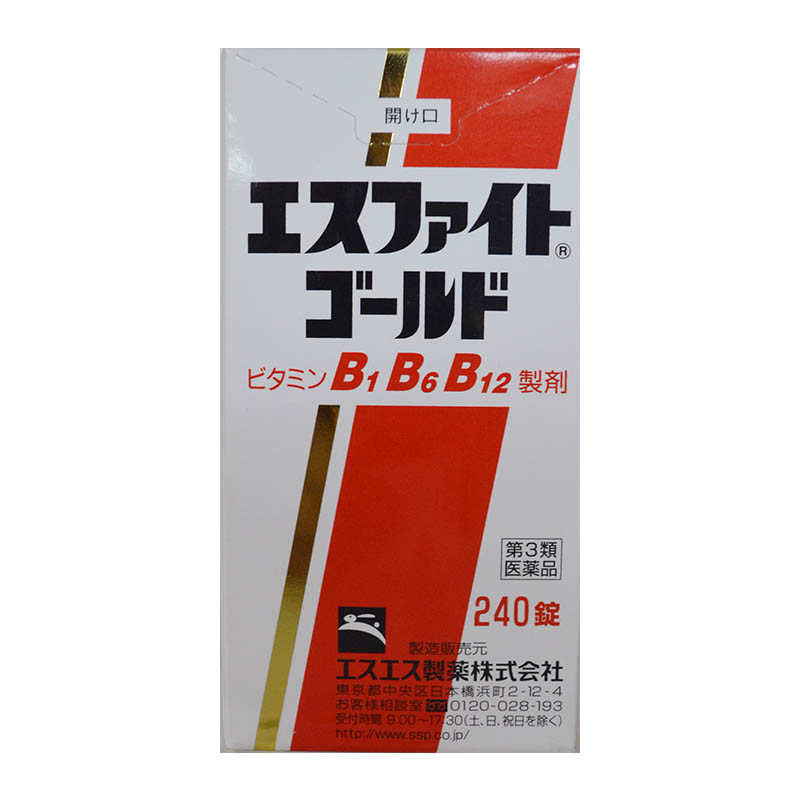 開け口
エスファイト®
ゴールド
ビタミンB1 B6 B12製剤
第3類
医薬品
240錠
製造販売元
エスエス製薬株式会社
東京都中央区日本橋浜町2-12-4
お客様相談室 0120-028-193
受付時間 9:00~17:30(土、日、祝日を除く)
http://www.ssp.co.jp/